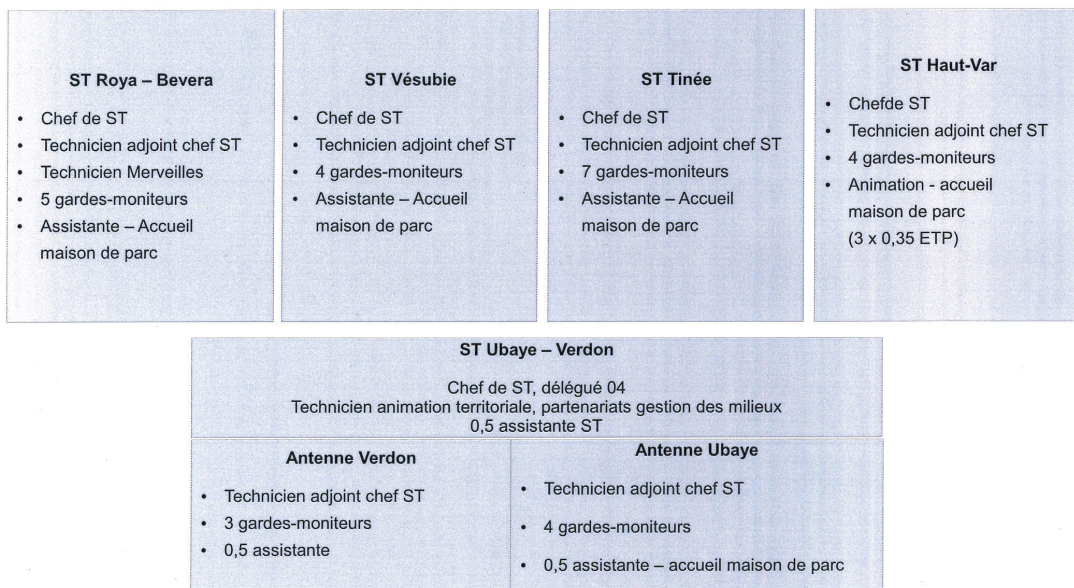 ST Roya – Bevera
• Chef de ST
• Technicien adjoint chef ST
• Technicien Merveilles
• 5 gardes-moniteurs
• Assistante – Accueil
maison de parc
ST Vésubie
• Chef de ST
• Technicien adjoint chef ST
• 4 gardes-moniteurs
• Assistante – Accueil
maison de parc
ST Tinée
• Chef de ST
• Technicien adjoint chef ST
• 7 gardes-moniteurs
• Assistante – Accueil
maison de parc
ST Haut-Var
• Chefde ST
• Technicien adjoint chef ST
• 4 gardes-moniteurs
• Animation - accueil
maison de parc
(3 x 0,35 ETP)
ST Ubaye – Verdon
Chef de ST, délégué 04
Technicien animation territoriale, partenariats gestion des milieux
0,5 assistante ST
Antenne Verdon
• Technicien adjoint chef ST
• 3 gardes-moniteurs
• 0,5 assistante
Antenne Ubaye
• Technicien adjoint chef ST
• 4 gardes-moniteurs
• 0,5 assistante – accueil maison de parc